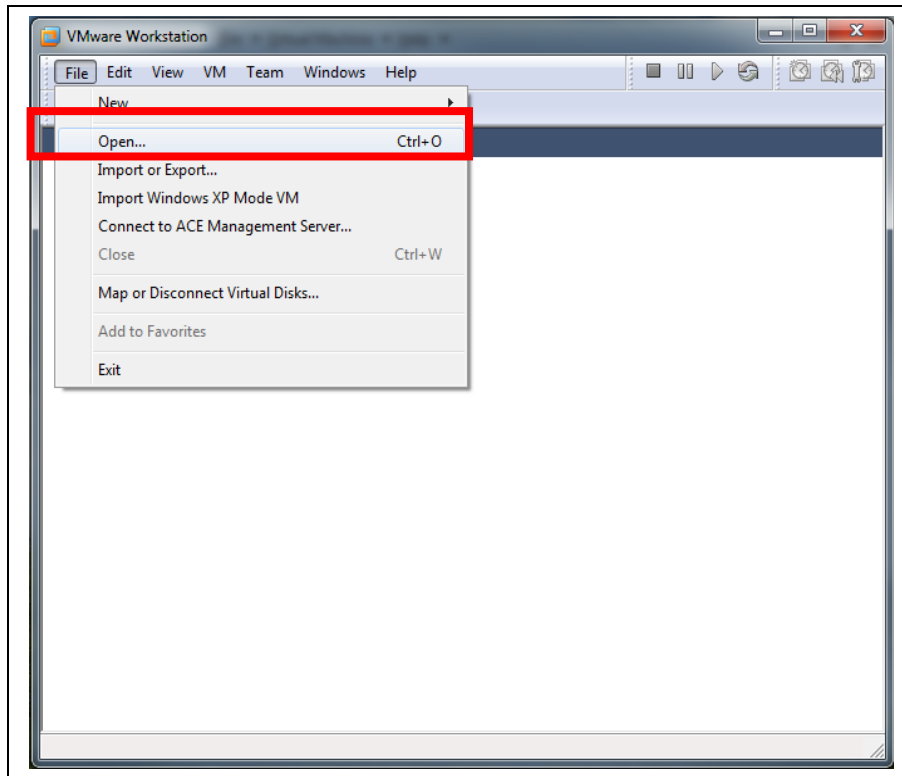 VMware Workstation
File Edit View VM Team Windows Help
New
Open... Ctrl+O
Import or Export...
Import Windows XP Mode VM
Connect to ACE Management Server...
Close Ctrl+W
Map or Disconnect Virtual Disks...
Add to Favorites
Exit